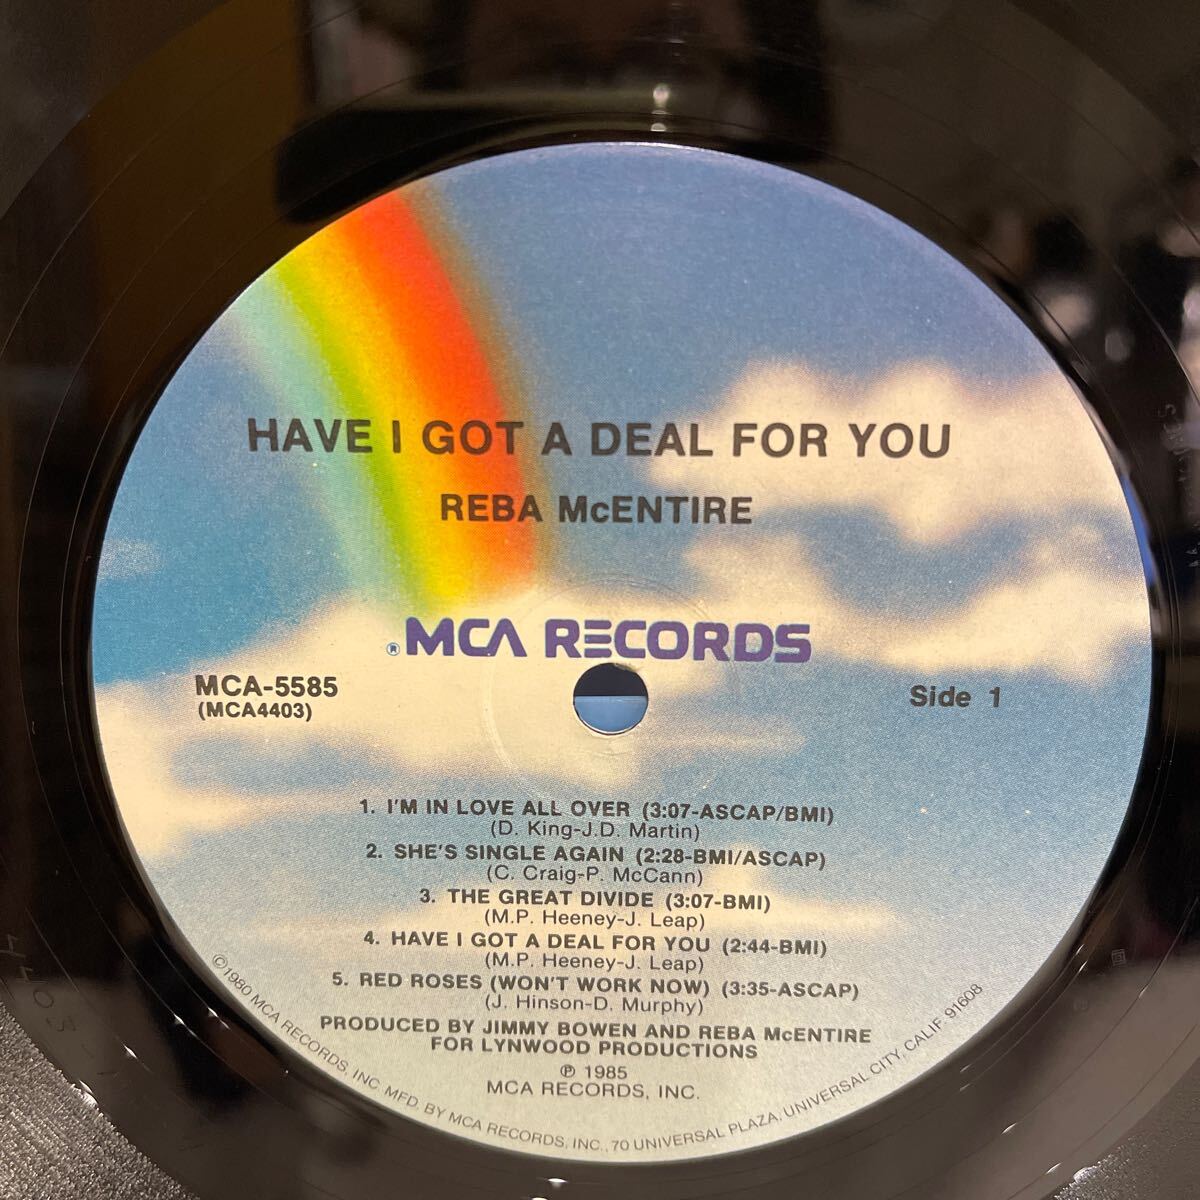 HAVE I GOT A DEAL FOR YOU
REBA McENTIRE
® MCA RECORDS
MCA-5585
(MCA4403)
Side 1
1. I'M IN LOVE ALL OVER (3:07-ASCAP/BMI)
(D. King-J.D. Martin)
2. SHE'S SINGLE AGAIN (2:28-BMI/ASCAP)
(C. Craig-P. McCann)
3. THE GREAT DIVIDE (3:07-BMI)
(M.P. Heeney-J. Leap)
4. HAVE I GOT A DEAL FOR YOU (2:44-BMI)
(M.P. Heeney-J. Leap)
5. RED ROSES (WON'T WORK NOW) (3:35-ASCAP)
(J. Hinson-D. Murphy)
PRODUCED BY JIMMY BOWEN AND REBA McENTIRE
FOR LYNWOOD PRODUCTIONS
℗ 1985
MCA RECORDS, INC.
©1980 MCA RECORDS, INC. MFD. BY MCA RECORDS, INC., 70 UNIVERSAL PLAZA, UNIVERSAL CITY, CALIF. 91608